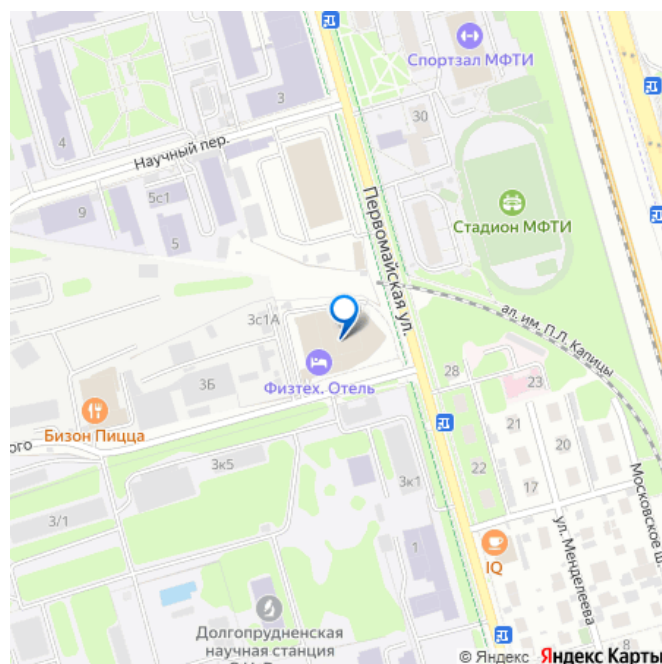 Спортзал МФТИ
3
30
4
Научный пер.
5с1
9
5
Первомайская ул.
Стадион МФТИ
3с1А
ал. им. П.Л. Капицы
28
23
3Б
Физтех. Отель
Бизон Пицца
ого
21
20
3к5
22
17
3к1
Московское ш.
3/1
ул. Менделеева
1
IQ
Долгопрудненская
научная станция
8
© Яндекс Яндекс Карты